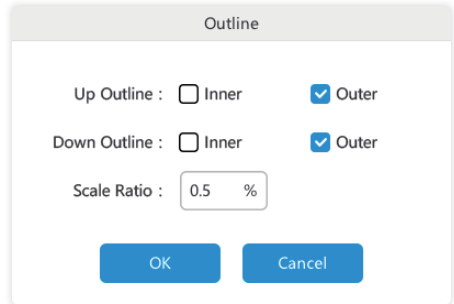 Outline
Up Outline : Inner Outer
Down Outline : Inner Outer
Scale Ratio : 0.5 %
OK Cancel